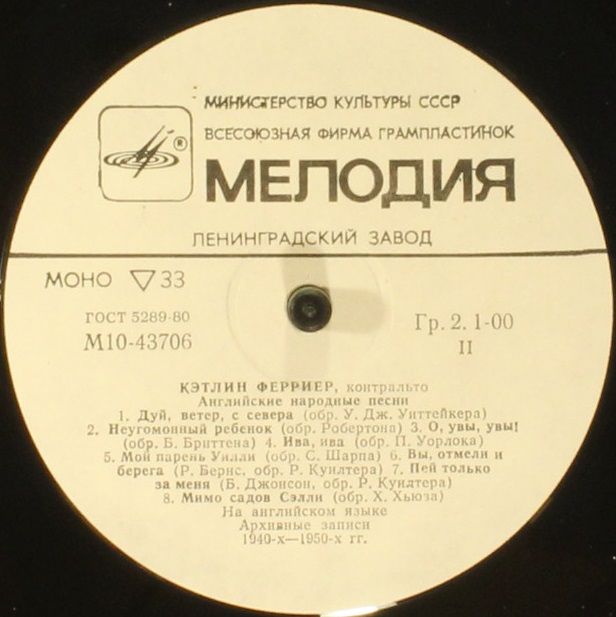 МИНИСТЕРСТВО КУЛЬТУРЫ СССР
ВСЕСОЮЗНАЯ ФИРМА ГРАМПЛАСТИНОК
®
МЕЛОДИЯ
ЛЕНИНГРАДСКИЙ ЗАВОД
МОНО ▽ 33
ГОСТ 5289-80
М10-43706
Гр. 2. 1-00
II
КЭТЛИН ФЕРРИЕР, контральто
Английские народные песни
1. Дуй, ветер, с севера (обр. У. Дж. Уиттейкера)
2. Неугомонный ребенок (обр. Робертона) 3. О, увы, увы!
(обр. Б. Бриттена) 4. Ива, ива (обр. П. Уорлока)
5. Мой парень Уилли (обр. С. Шарпа) 6. Вы, отмели и
берега (Р. Бернс, обр. Р. Куилтера) 7. Пей только
за меня (Б. Джонсон, обр. Р. Куилтера)
8. Мимо садов Сэлли (обр. Х. Хьюза)
На английском языке
Архивные записи
1940-х—1950-х гг.